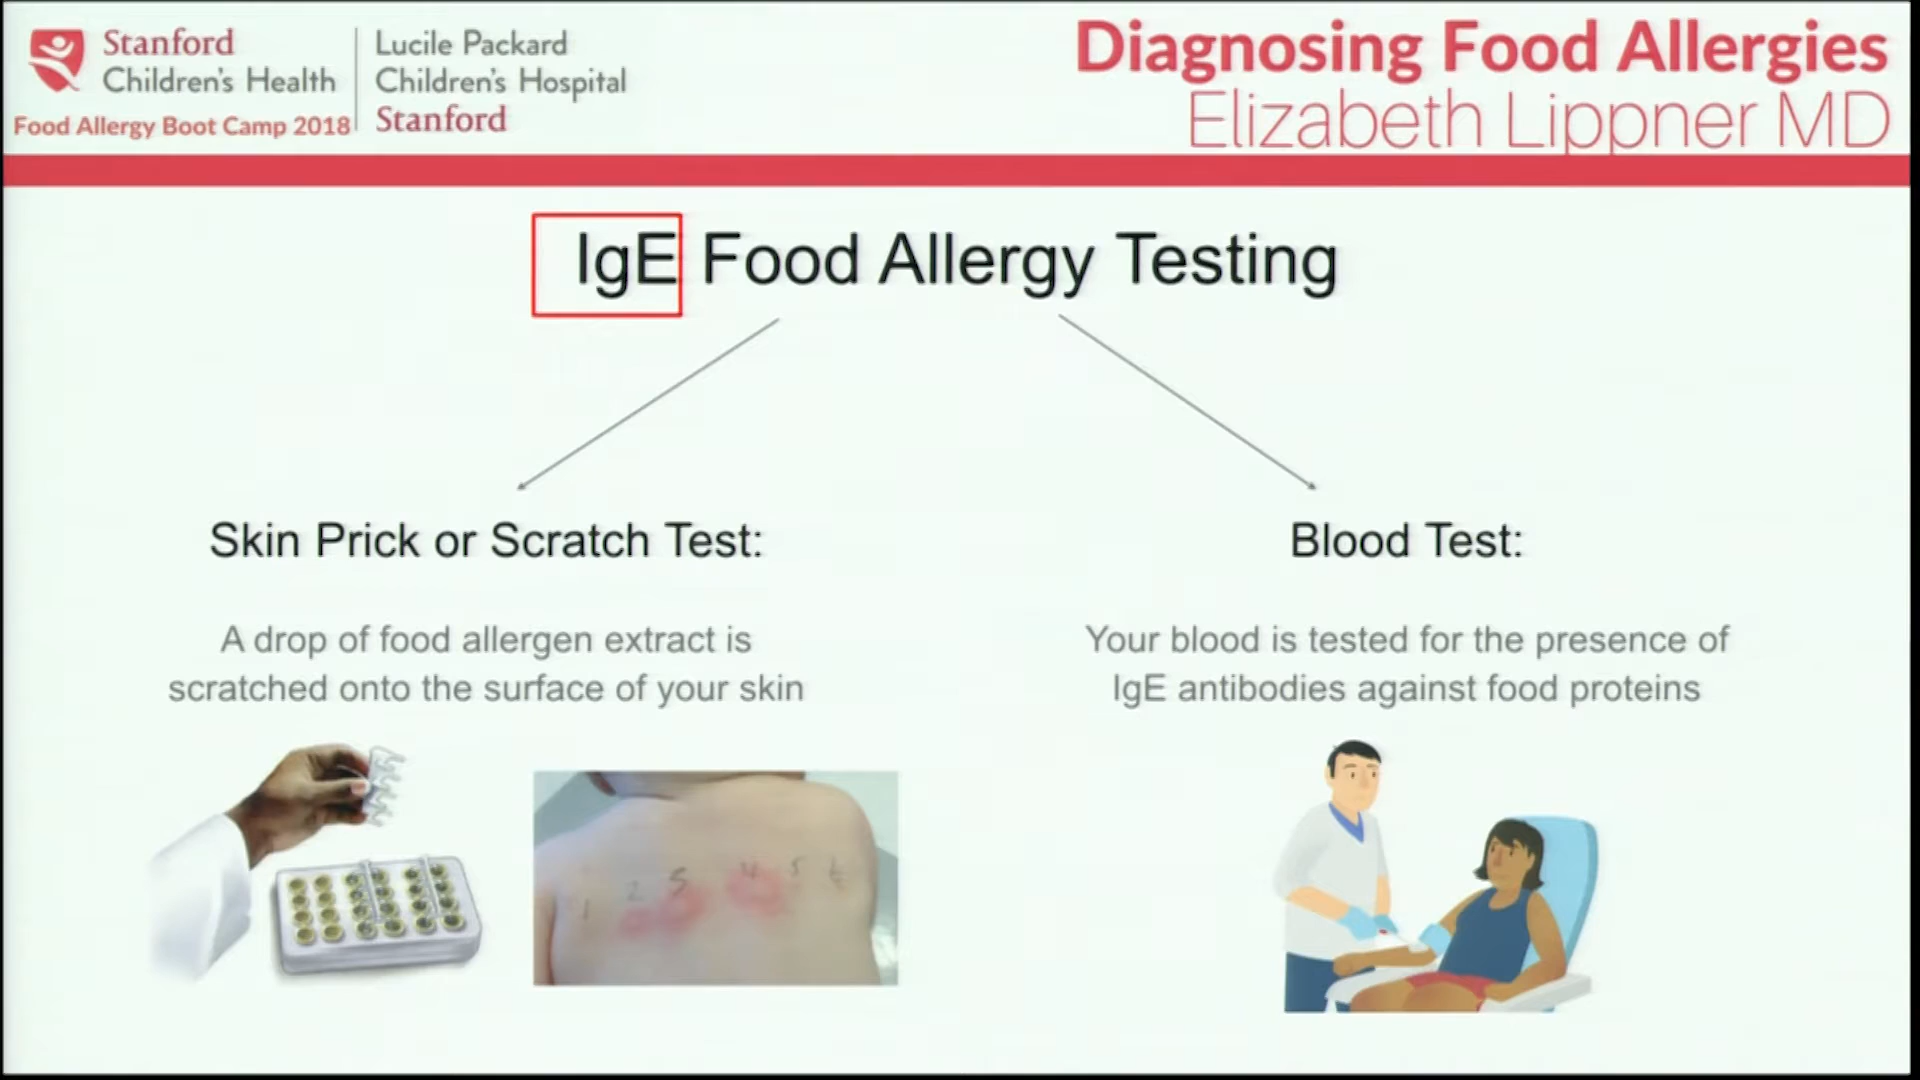 Stanford
Children's Health
Food Allergy Boot Camp 2018
Lucile Packard
Children's Hospital
Stanford
Diagnosing Food Allergies
Elizabeth Lippner MD
IgE Food Allergy Testing
Skin Prick or Scratch Test:
A drop of food allergen extract is
scratched onto the surface of your skin
Blood Test:
Your blood is tested for the presence of
IgE antibodies against food proteins
1 2 5 4 5